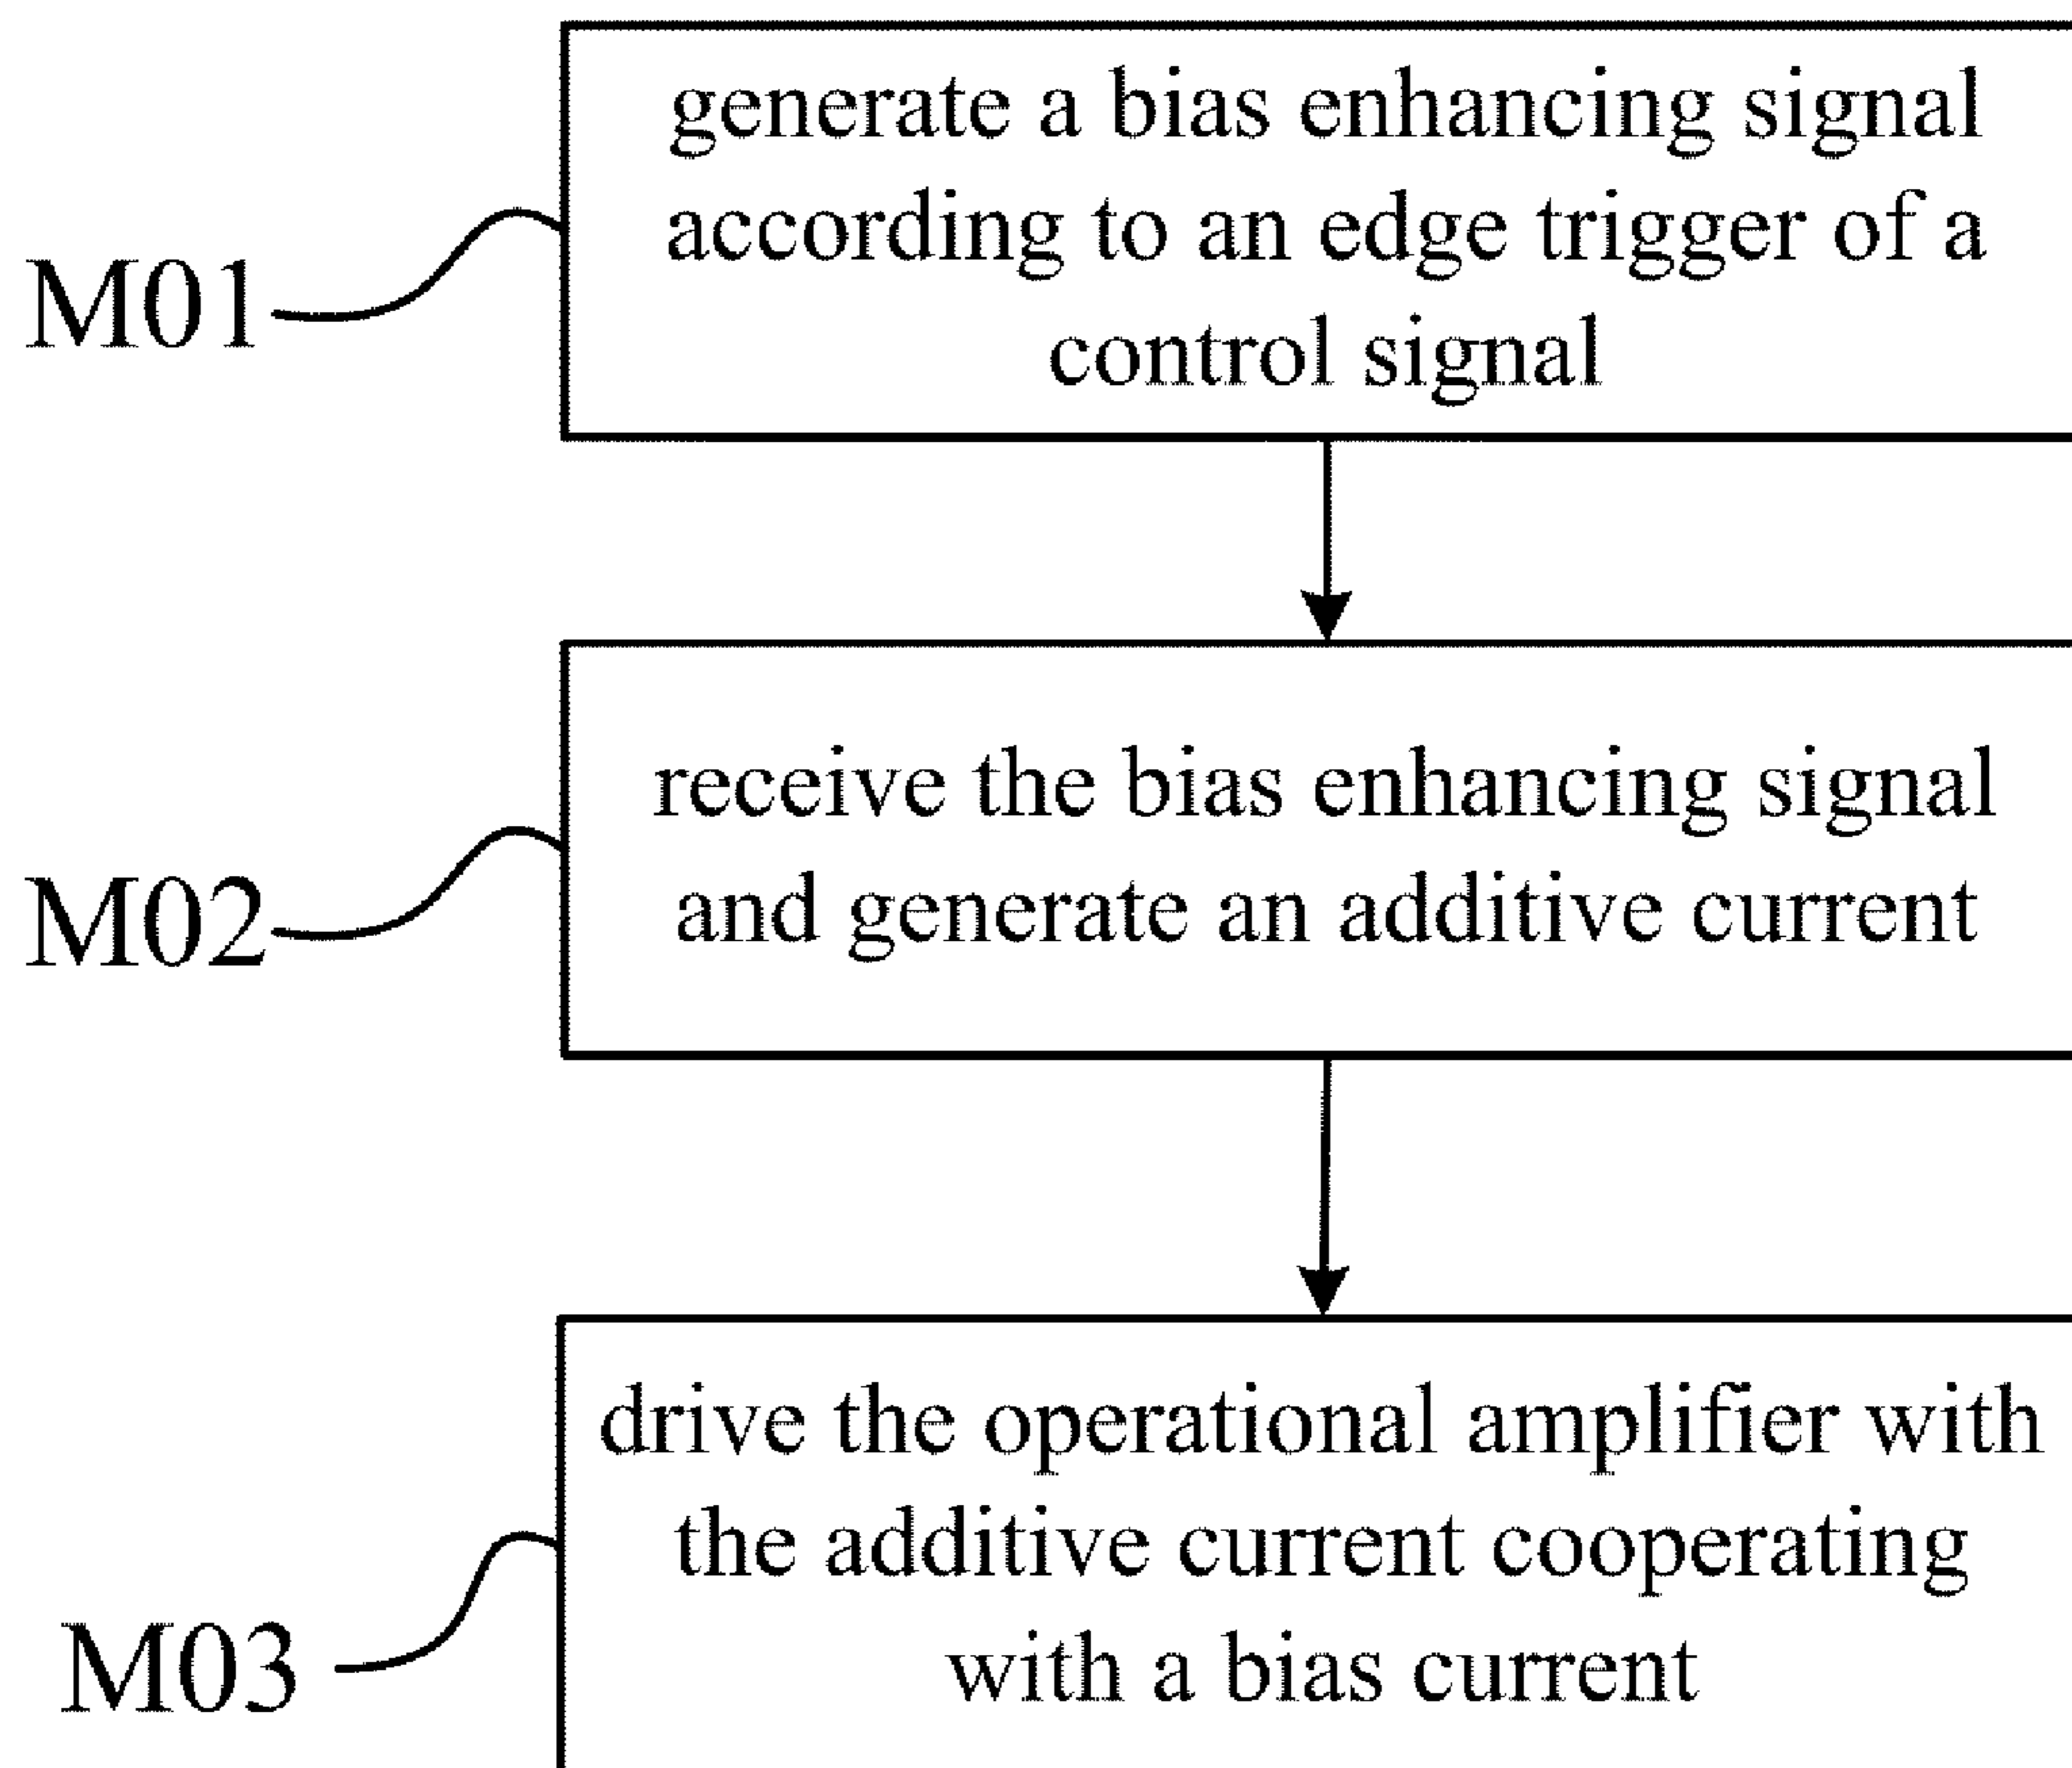 generate a bias enhancing signal
according to an edge trigger of a
control signal
M01
receive the bias enhancing signal
and generate an additive current
M02
drive the operational amplifier with
the additive current cooperating
with a bias current
M03